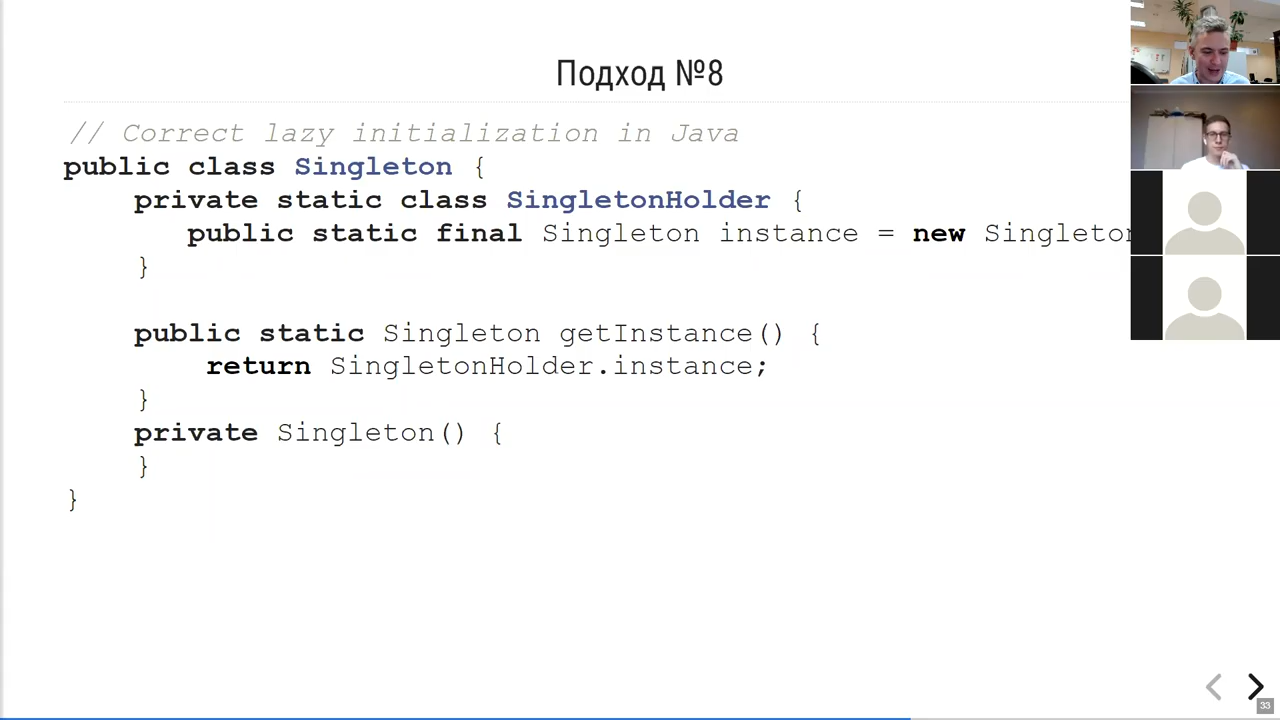 Подход №8
// Correct lazy initialization in Java
public class Singleton {
private static class SingletonHolder {
public static final Singleton instance = new Singleton
}
public static Singleton getInstance() {
return SingletonHolder.instance;
}
private Singleton() {
}
}
33